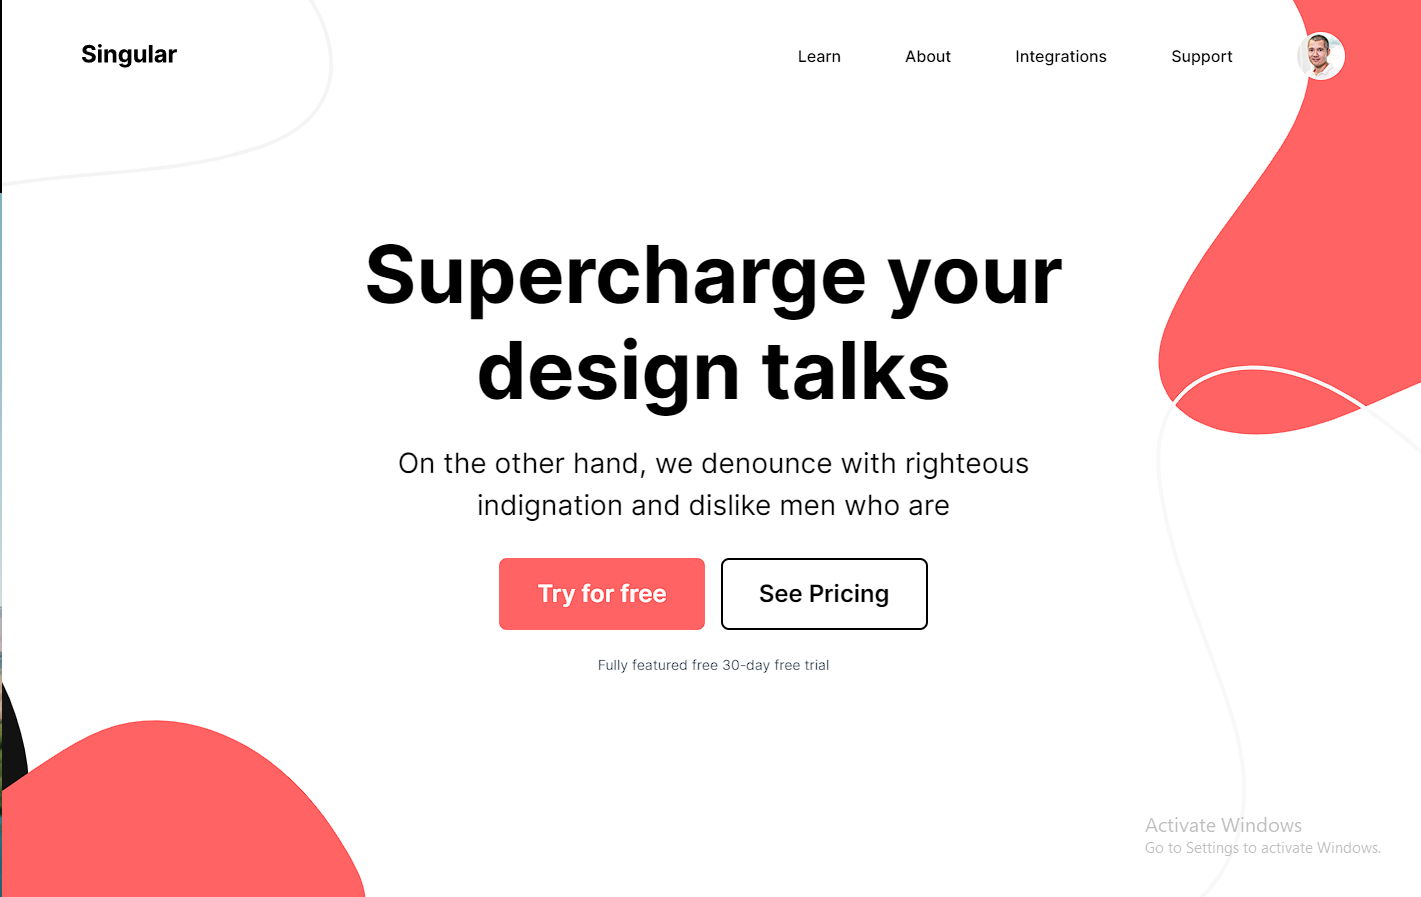 Singular
Learn
About
Integrations
Support
Supercharge your
design talks
On the other hand, we denounce with righteous
indignation and dislike men who are
Try for free
See Pricing
Fully featured free 30-day free trial
Activate Windows
Go to Settings to activate Windows.